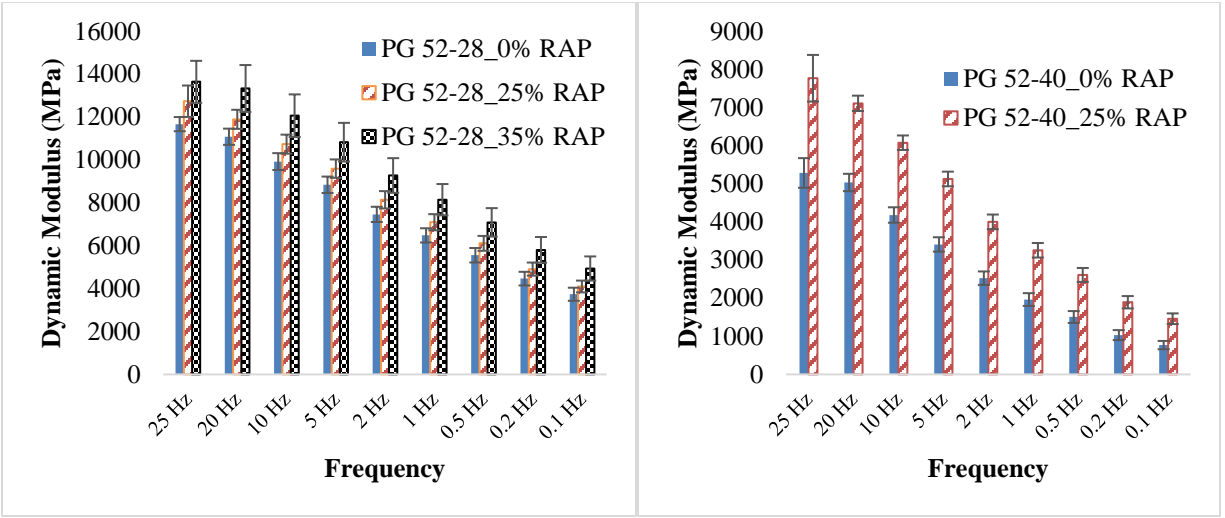 Dynamic Modulus (MPa)
16000
14000
12000
10000
8000
6000
4000
2000
0
PG 52-28_0% RAP
PG 52-28_25% RAP
PG 52-28_35% RAP
25 Hz
20 Hz
10 Hz
5 Hz
2 Hz
1 Hz
0.5 Hz
0.2 Hz
0.1 Hz
Frequency
Dynamic Modulus (MPa)
9000
8000
7000
6000
5000
4000
3000
2000
1000
0
PG 52-40_0% RAP
PG 52-40_25% RAP
25 Hz
20 Hz
10 Hz
5 Hz
2 Hz
1 Hz
0.5 Hz
0.2 Hz
0.1 Hz
Frequency